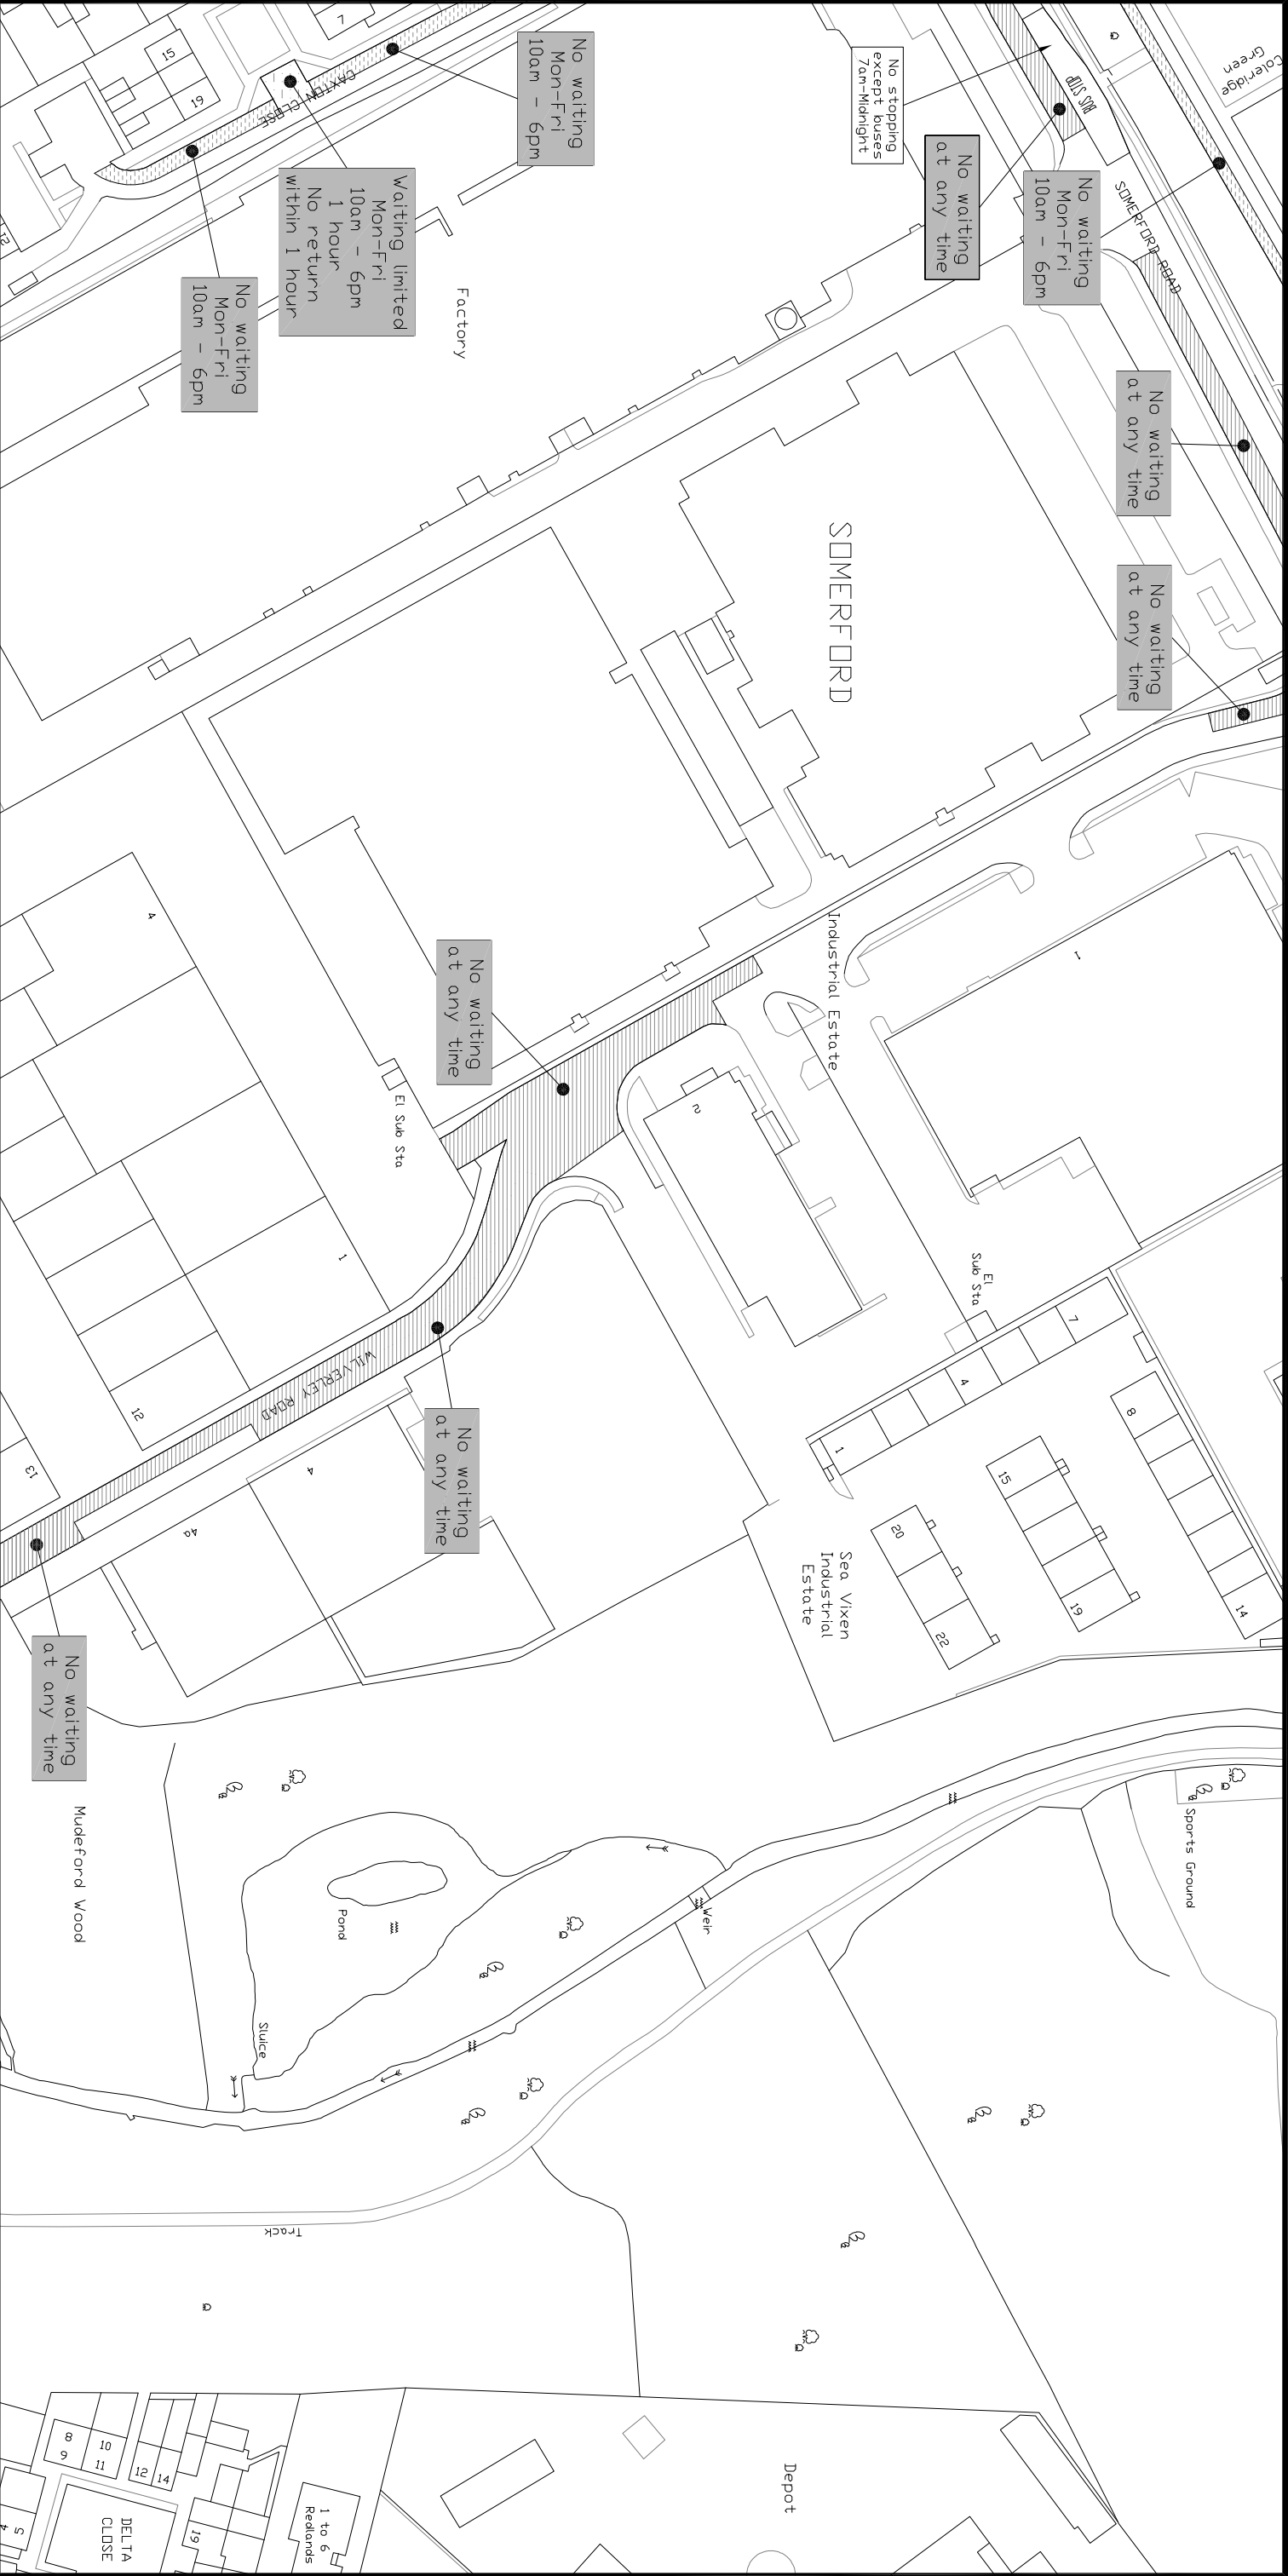 Coleridge
Green
BUS STOP
No stopping
except buses
7am-Midnight
No waiting
at any time
No waiting
Mon-Fri
10am - 6pm
SOMERFORD ROAD
No waiting
at any time
No waiting
at any time
7
15
19
CAXTON CLOSE
No waiting
Mon-Fri
10am - 6pm
Waiting limited
Mon-Fri
10am - 6pm
1 hour
No return
within 1 hour
No waiting
Mon-Fri
10am - 6pm
12
Factory
SOMERFORD
Industrial Estate
1
2
No waiting
at any time
El Sub Sta
4
1
12
13
WILVERLEY ROAD
No waiting
at any time
4
4a
No waiting
at any time
El
Sub Sta
7
4
1
8
14
15
19
20
22
Sea Vixen
Industrial
Estate
Sports Ground
Weir
Pond
Sluice
Mudeford Wood
Track
Depot
8
9
10
11
12
14
19
4
5
DELTA
CLOSE
1 to 6
Redlands